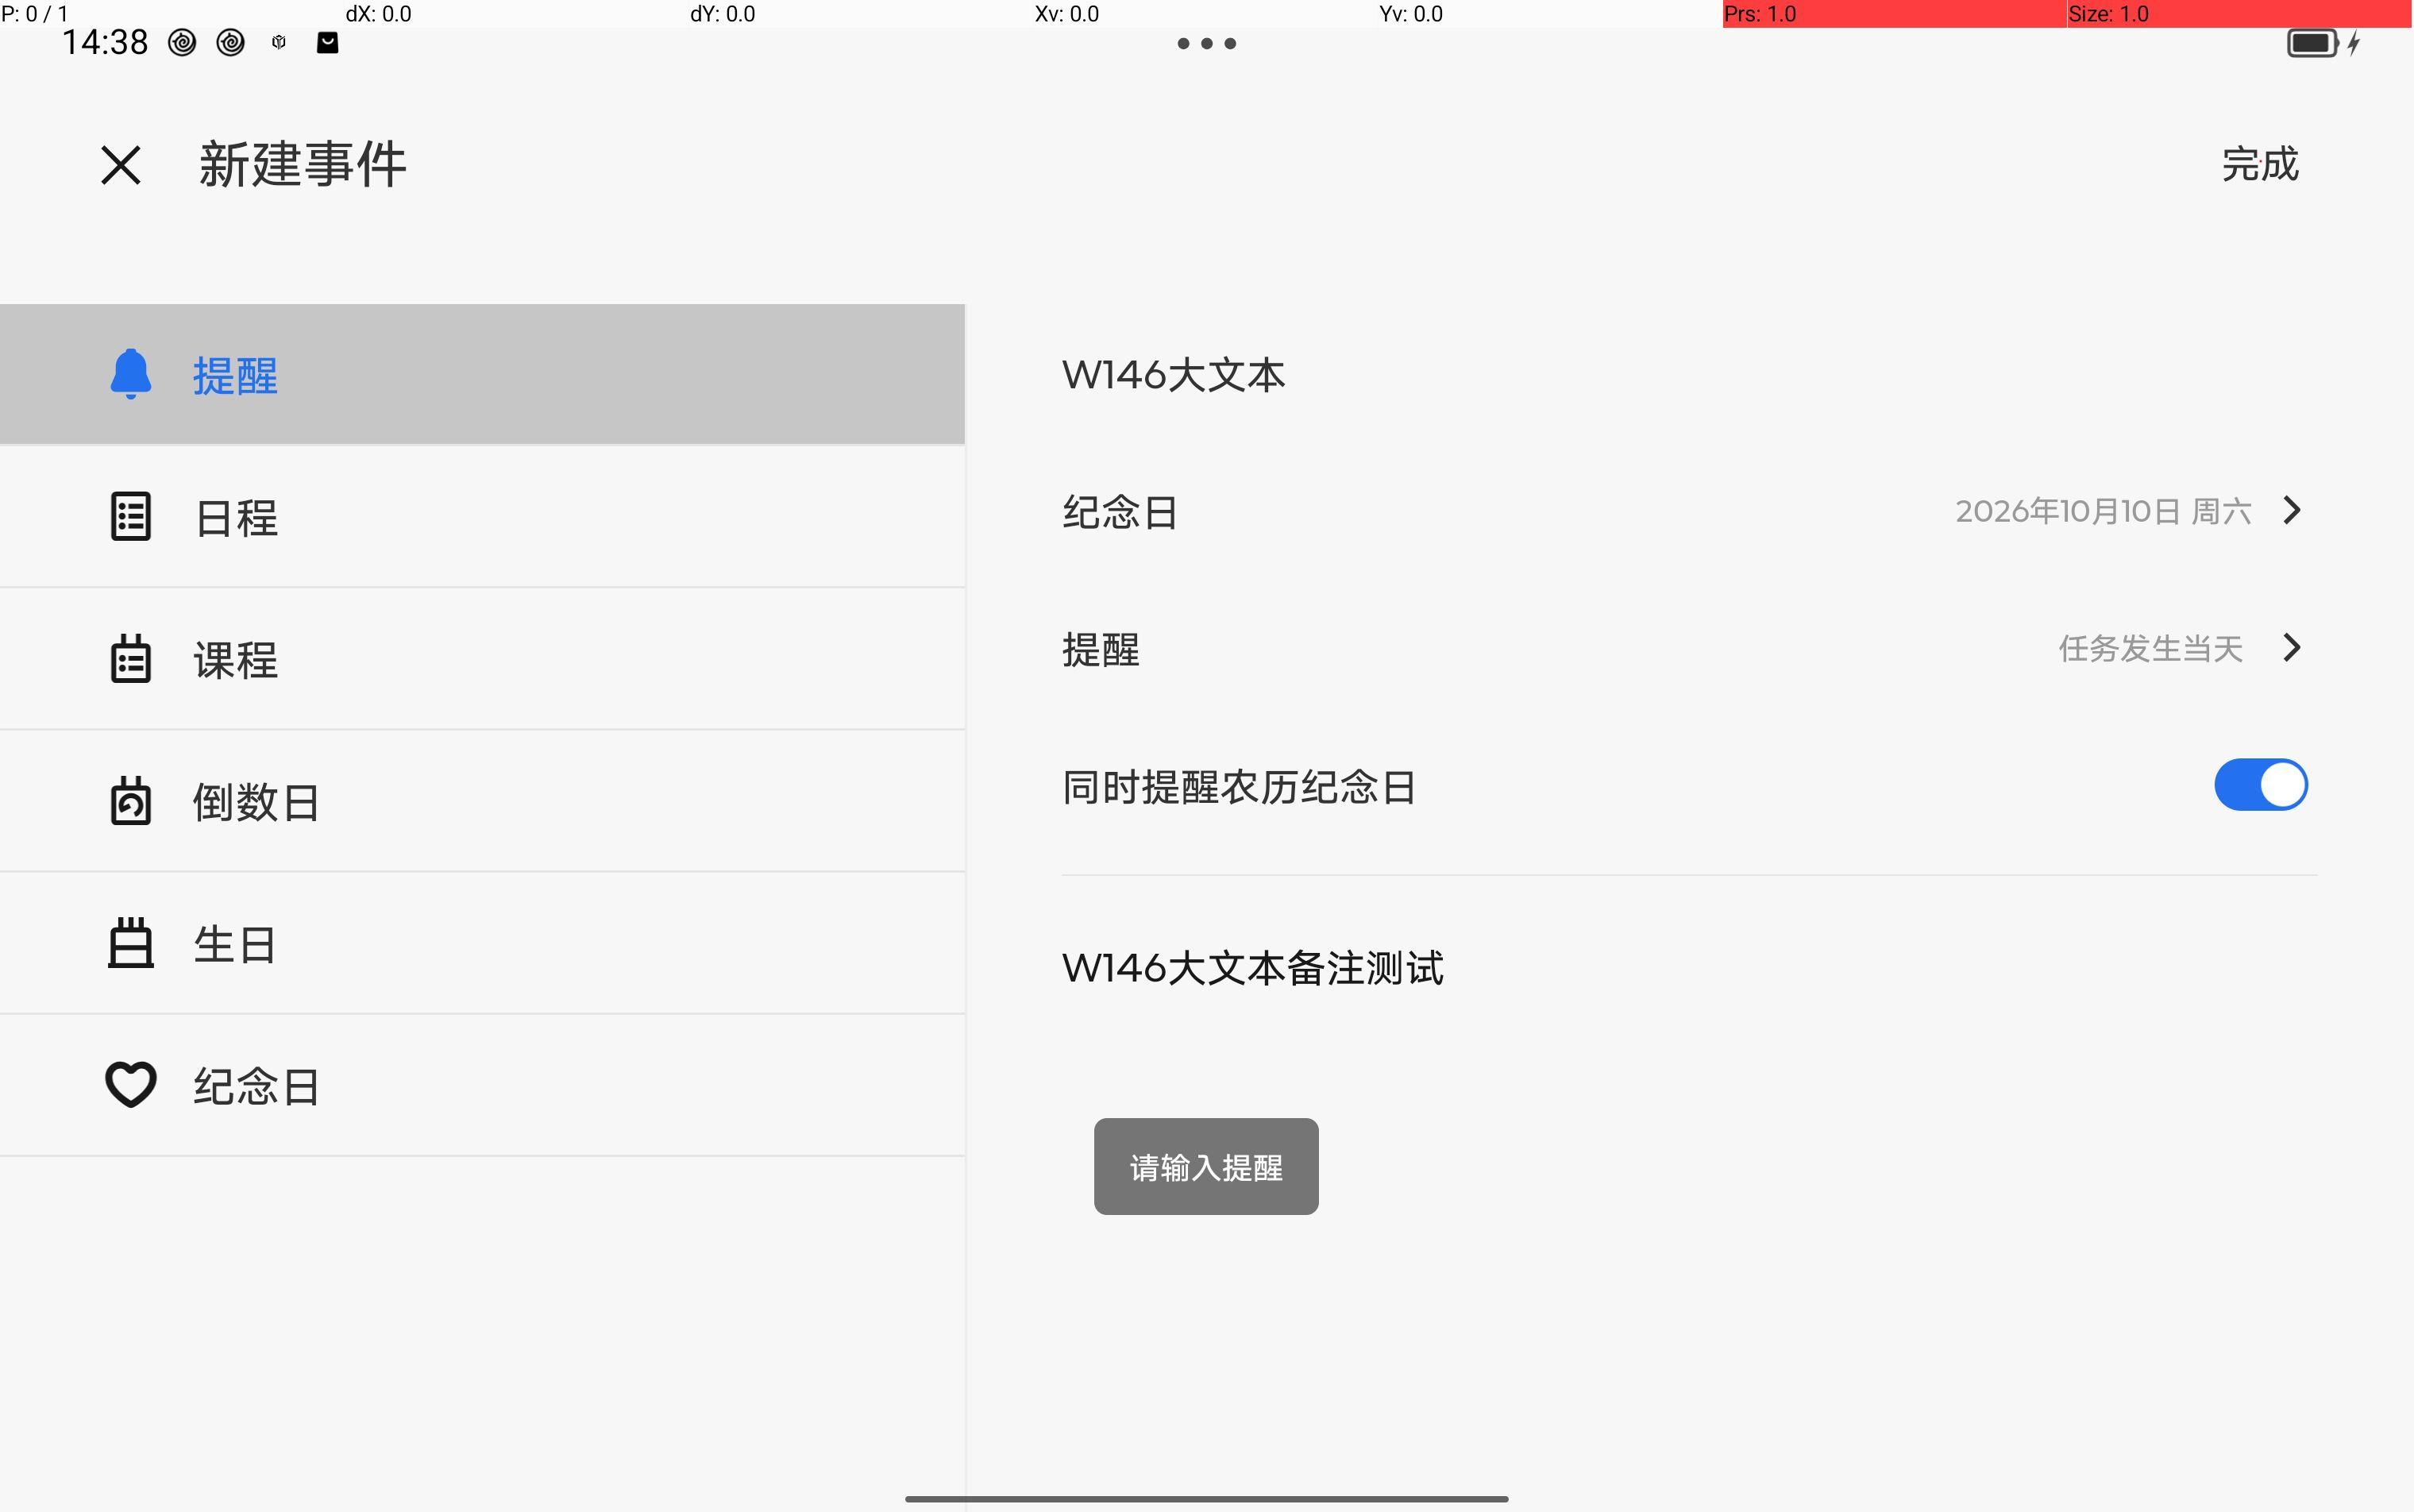 P: 0 / 1 dX: 0.0 dY: 0.0 Xv: 0.0 Yv: 0.0 Prs: 1.0 Size: 1.0
14:38
新建事件 完成
提醒
日程
课程
倒数日
生日
纪念日
W146大文本
纪念日 2026年10月10日 周六
提醒 任务发生当天
同时提醒农历纪念日
W146大文本备注测试
请输入提醒